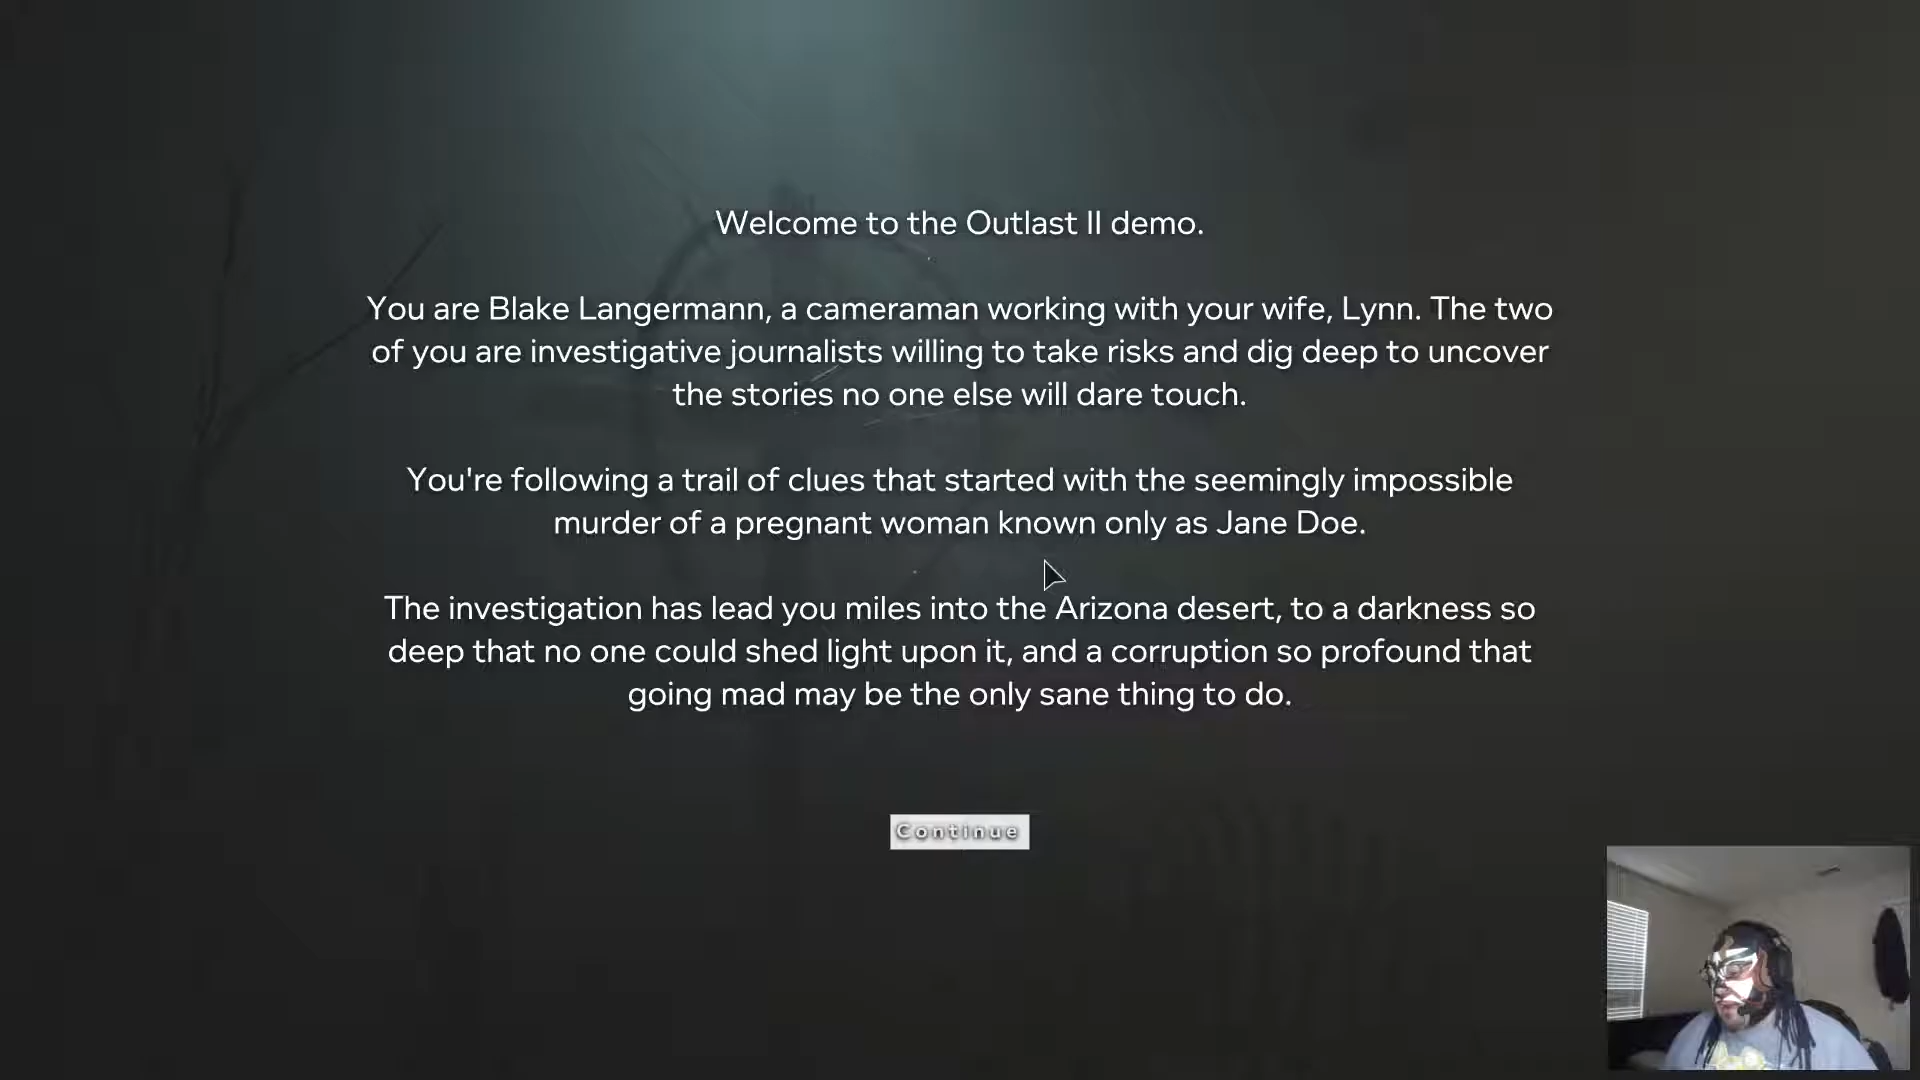 Welcome to the Outlast II demo.
You are Blake Langermann, a cameraman working with your wife, Lynn. The two
of you are investigative journalists willing to take risks and dig deep to uncover
the stories no one else will dare touch.
You're following a trail of clues that started with the seemingly impossible
murder of a pregnant woman known only as Jane Doe.
The investigation has lead you miles into the Arizona desert, to a darkness so
deep that no one could shed light upon it, and a corruption so profound that
going mad may be the only sane thing to do.
Continue